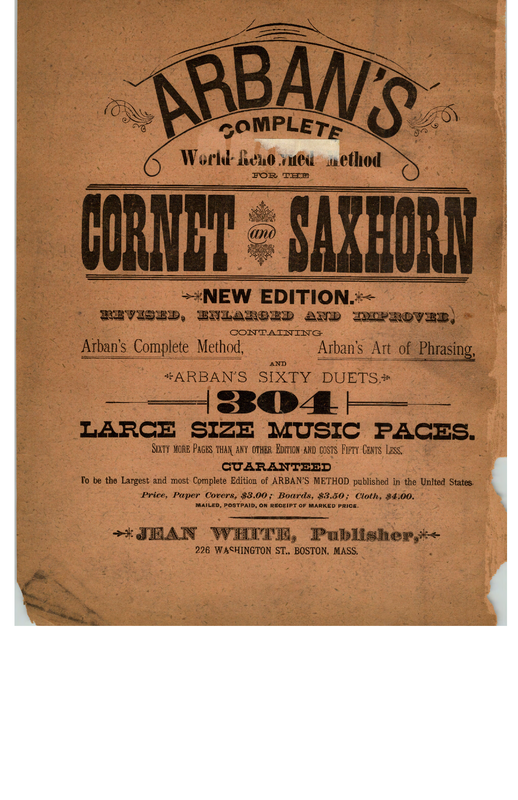 ARBAN'S
COMPLETE
World-Renowned Method
FOR THE
CORNET and SAXHORN
NEW EDITION.
REVISED, ENLARGED AND IMPROVED,
CONTAINING
Arban's Complete Method, Arban's Art of Phrasing,
AND
ARBAN'S SIXTY DUETS.
304
LARGE SIZE MUSIC PAGES.
SIXTY MORE PAGES THAN ANY OTHER EDITION AND COSTS FIFTY CENTS LESS.
GUARANTEED
To be the Largest and most Complete Edition of ARBAN'S METHOD published in the United States.
Price, Paper Covers, $3.00; Boards, $3.50; Cloth, $4.00.
MAILED, POSTPAID, ON RECEIPT OF MARKED PRICE.
JEAN WHITE, Publisher,
226 WASHINGTON ST., BOSTON, MASS.